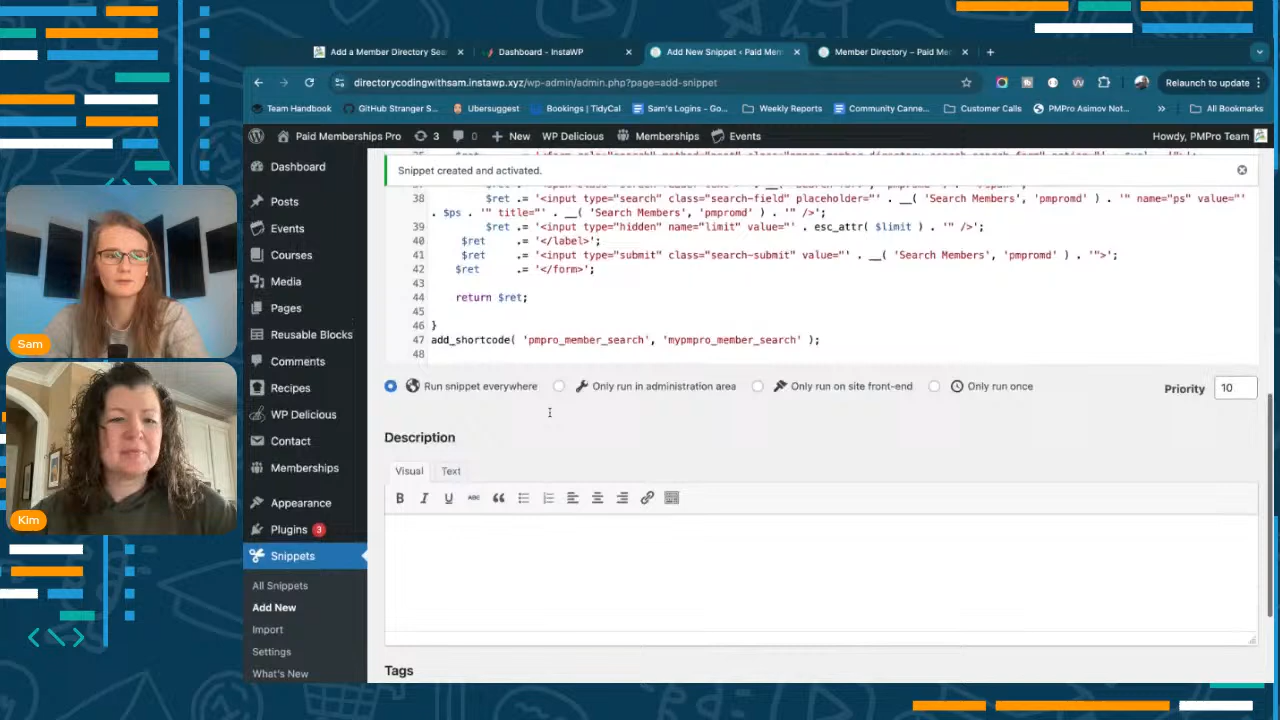 Add a Member Directory Sea
Dashboard - InstaWP
Add New Snippet ‹ Paid Mem
Member Directory – Paid Me
directorycodingwithsam.instawp.xyz/wp-admin/admin.php?page=add-snippet
Relaunch to update
Team Handbook
GitHub Stranger S...
Ubersuggest
Bookings | TidyCal
Sam's Logins - Go...
Weekly Reports
Community Canne...
Customer Calls
PMPro Asimov Not...
»
All Bookmarks
Paid Memberships Pro
3
0
New
WP Delicious
Memberships
Events
Howdy, PMPro Team
Dashboard
Posts
Events
Courses
Media
Pages
Reusable Blocks
Comments
Recipes
WP Delicious
Contact
Memberships
Appearance
Plugins 3
Snippets
All Snippets
Add New
Import
Settings
What's New
Snippet created and activated.
38 $ret .= '<input type="search" class="search-field" placeholder="' . __( 'Search Members', 'pmpromd' ) . '" name="ps" value="'
. $ps . '" title="' . __( 'Search Members', 'pmpromd' ) . '" />';
39 $ret .= '<input type="hidden" name="limit" value="' . esc_attr( $limit ) . '" />';
40 $ret .= '</label>';
41 $ret .= '<input type="submit" class="search-submit" value="' . __( 'Search Members', 'pmpromd' ) . '">';
42 $ret .= '</form>';
43
44 return $ret;
45
46 }
47 add_shortcode( 'pmpro_member_search', 'mypmpro_member_search' );
48
Run snippet everywhere
Only run in administration area
Only run on site front-end
Only run once
Priority 10
Description
Visual
Text
B I U ABC
Tags
Sam
Kim